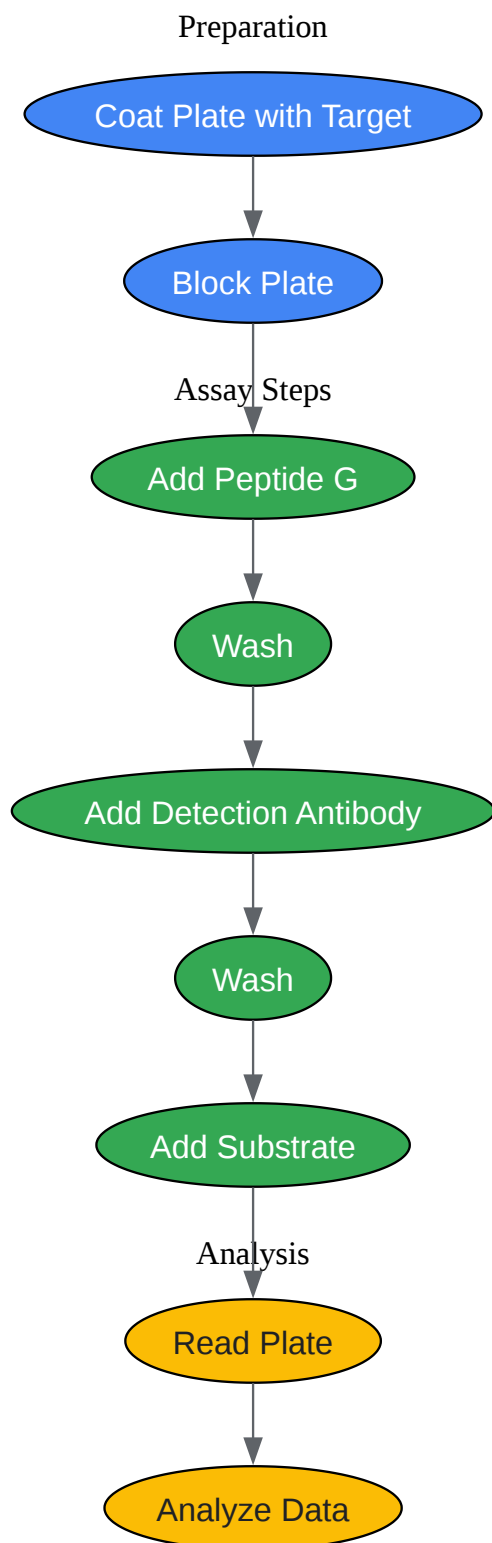 Preparation
Coat Plate with Target
Block Plate
Assay Steps
Add Peptide G
Wash
Add Detection Antibody
Wash
Add Substrate
Analysis
Read Plate
Analyze Data